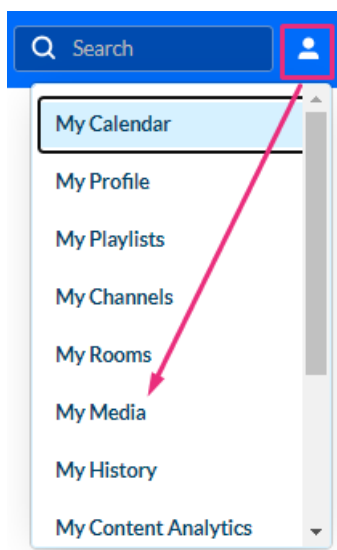 Search
My Calendar
My Profile
My Playlists
My Channels
My Rooms
My Media
My History
My Content Analytics